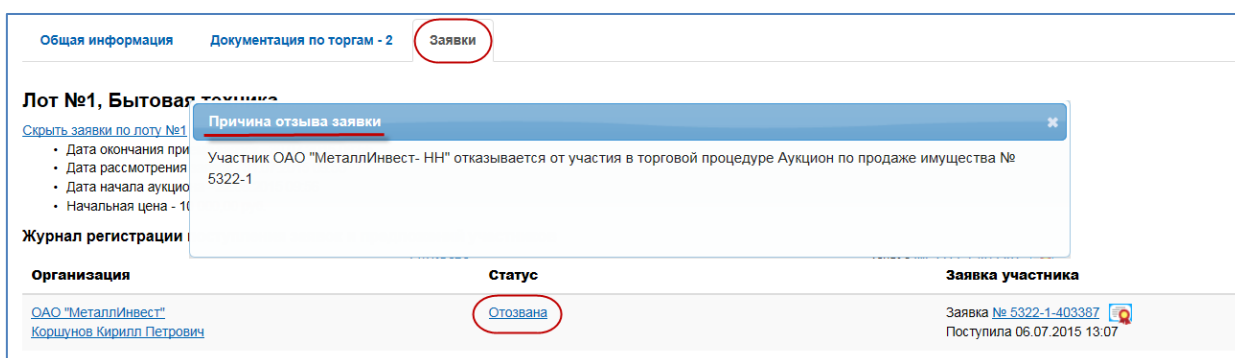 Общая информация Документация по торгам - 2 Заявки
Лот №1, Бытовая техника
Скрыть заявки по лоту №1
Причина отзыва заявки
Дата окончания при
Участник ОАО "МеталлИнвест- НН" отказывается от участия в торговой процедуре Аукцион по продаже имущества №
5322-1
Дата рассмотрения
Дата начала аукцио
Начальная цена - 10
Журнал регистрации
Организация Статус Заявка участника
ОАО "МеталлИнвест" Отозвана Заявка № 5322-1-403387
Коршунов Кирилл Петрович Поступила 06.07.2015 13:07